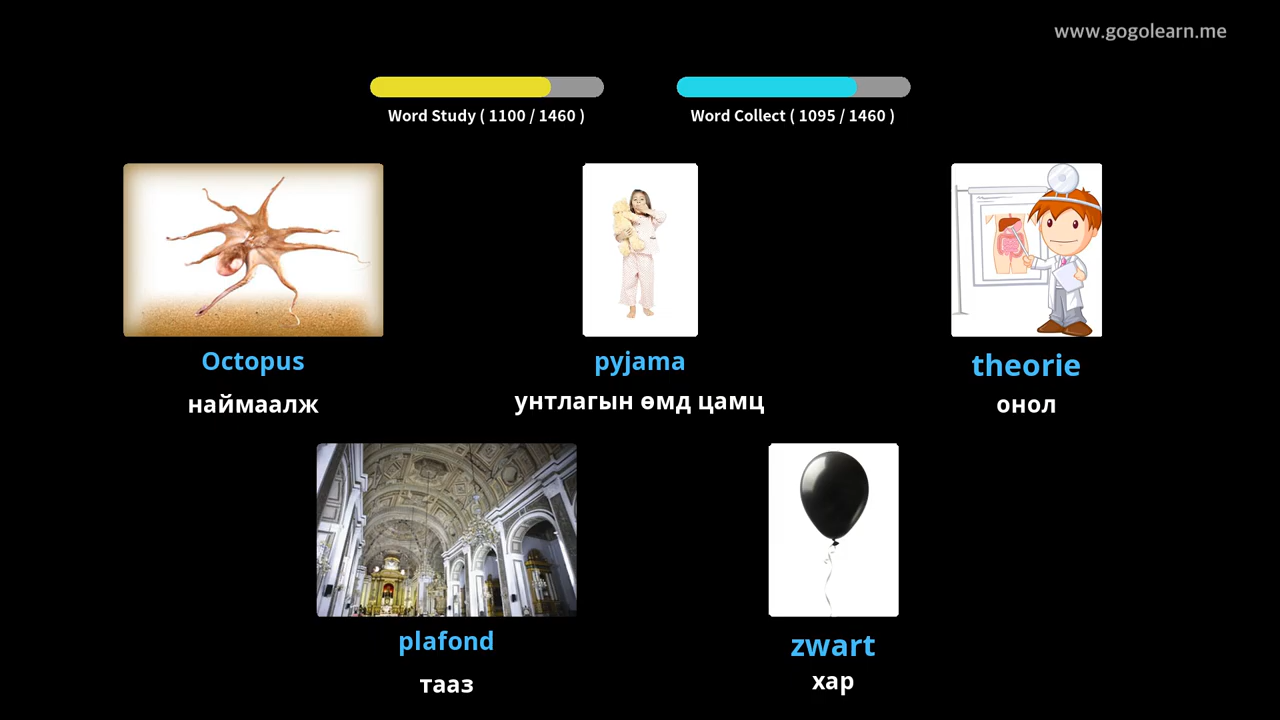 www.gogolearn.me
Word Study ( 1100 / 1460 )
Word Collect ( 1095 / 1460 )
Octopus
наймаалж
pyjama
унтлагын өмд цамц
theorie
онол
plafond
тааз
zwart
хар